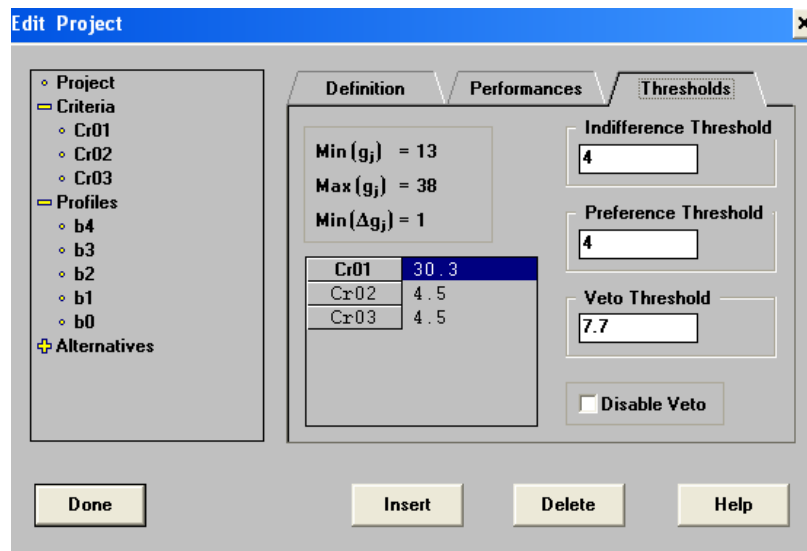 Edit Project
Project
Criteria
Cr01
Cr02
Cr03
Profiles
b4
b3
b2
b1
b0
Alternatives
Definition
Performances
Thresholds
Min(gj) = 13
Max(gj) = 38
Min(Δgj) = 1
Cr01 30.3
Cr02 4.5
Cr03 4.5
Indifference Threshold
4
Preference Threshold
4
Veto Threshold
7.7
Disable Veto
Done
Insert
Delete
Help